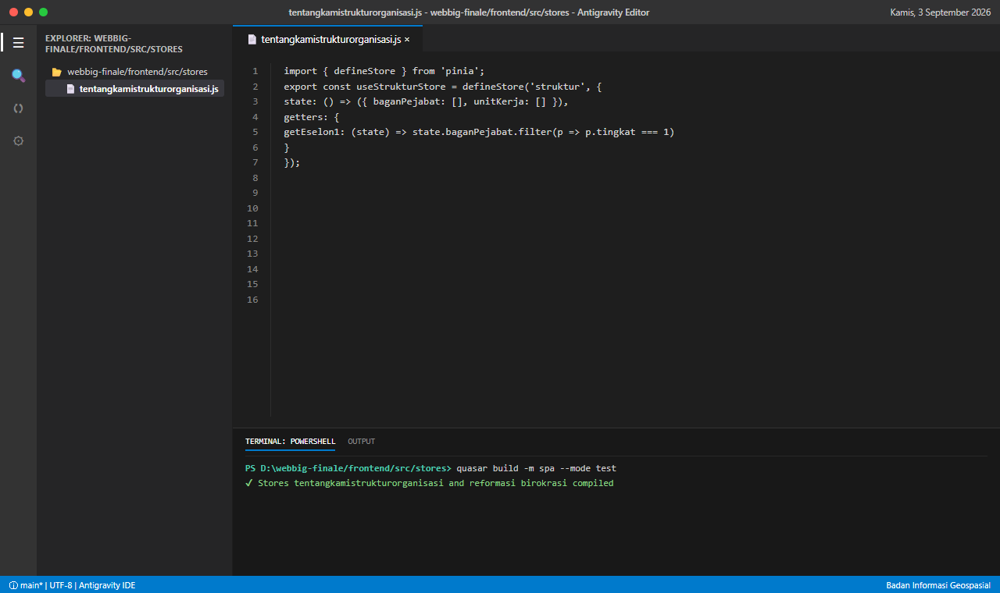 tentangkamistrukturorganisasi.js - webbig-finale/frontend/src/stores - Antigravity Editor
Kamis, 3 September 2026
EXPLORER: WEBBIG-
FINALE/FRONTEND/SRC/STORES
webbig-finale/frontend/src/stores
tentangkamistrukturorganisasi.js
tentangkamistrukturorganisasi.js ×
1 import { defineStore } from 'pinia';
2 export const useStrukturStore = defineStore('struktur', {
3 state: () => ({ baganPejabat: [], unitKerja: [] }),
4 getters: {
5 getEselon1: (state) => state.baganPejabat.filter(p => p.tingkat === 1)
6 }
7 });
8
9
10
11
12
13
14
15
16
TERMINAL: POWERSHELL OUTPUT
PS D:\webbig-finale/frontend/src/stores> quasar build -m spa --mode test
✓ Stores tentangkamistrukturorganisasi and reformasi birokrasi compiled
main* | UTF-8 | Antigravity IDE
Badan Informasi Geospasial